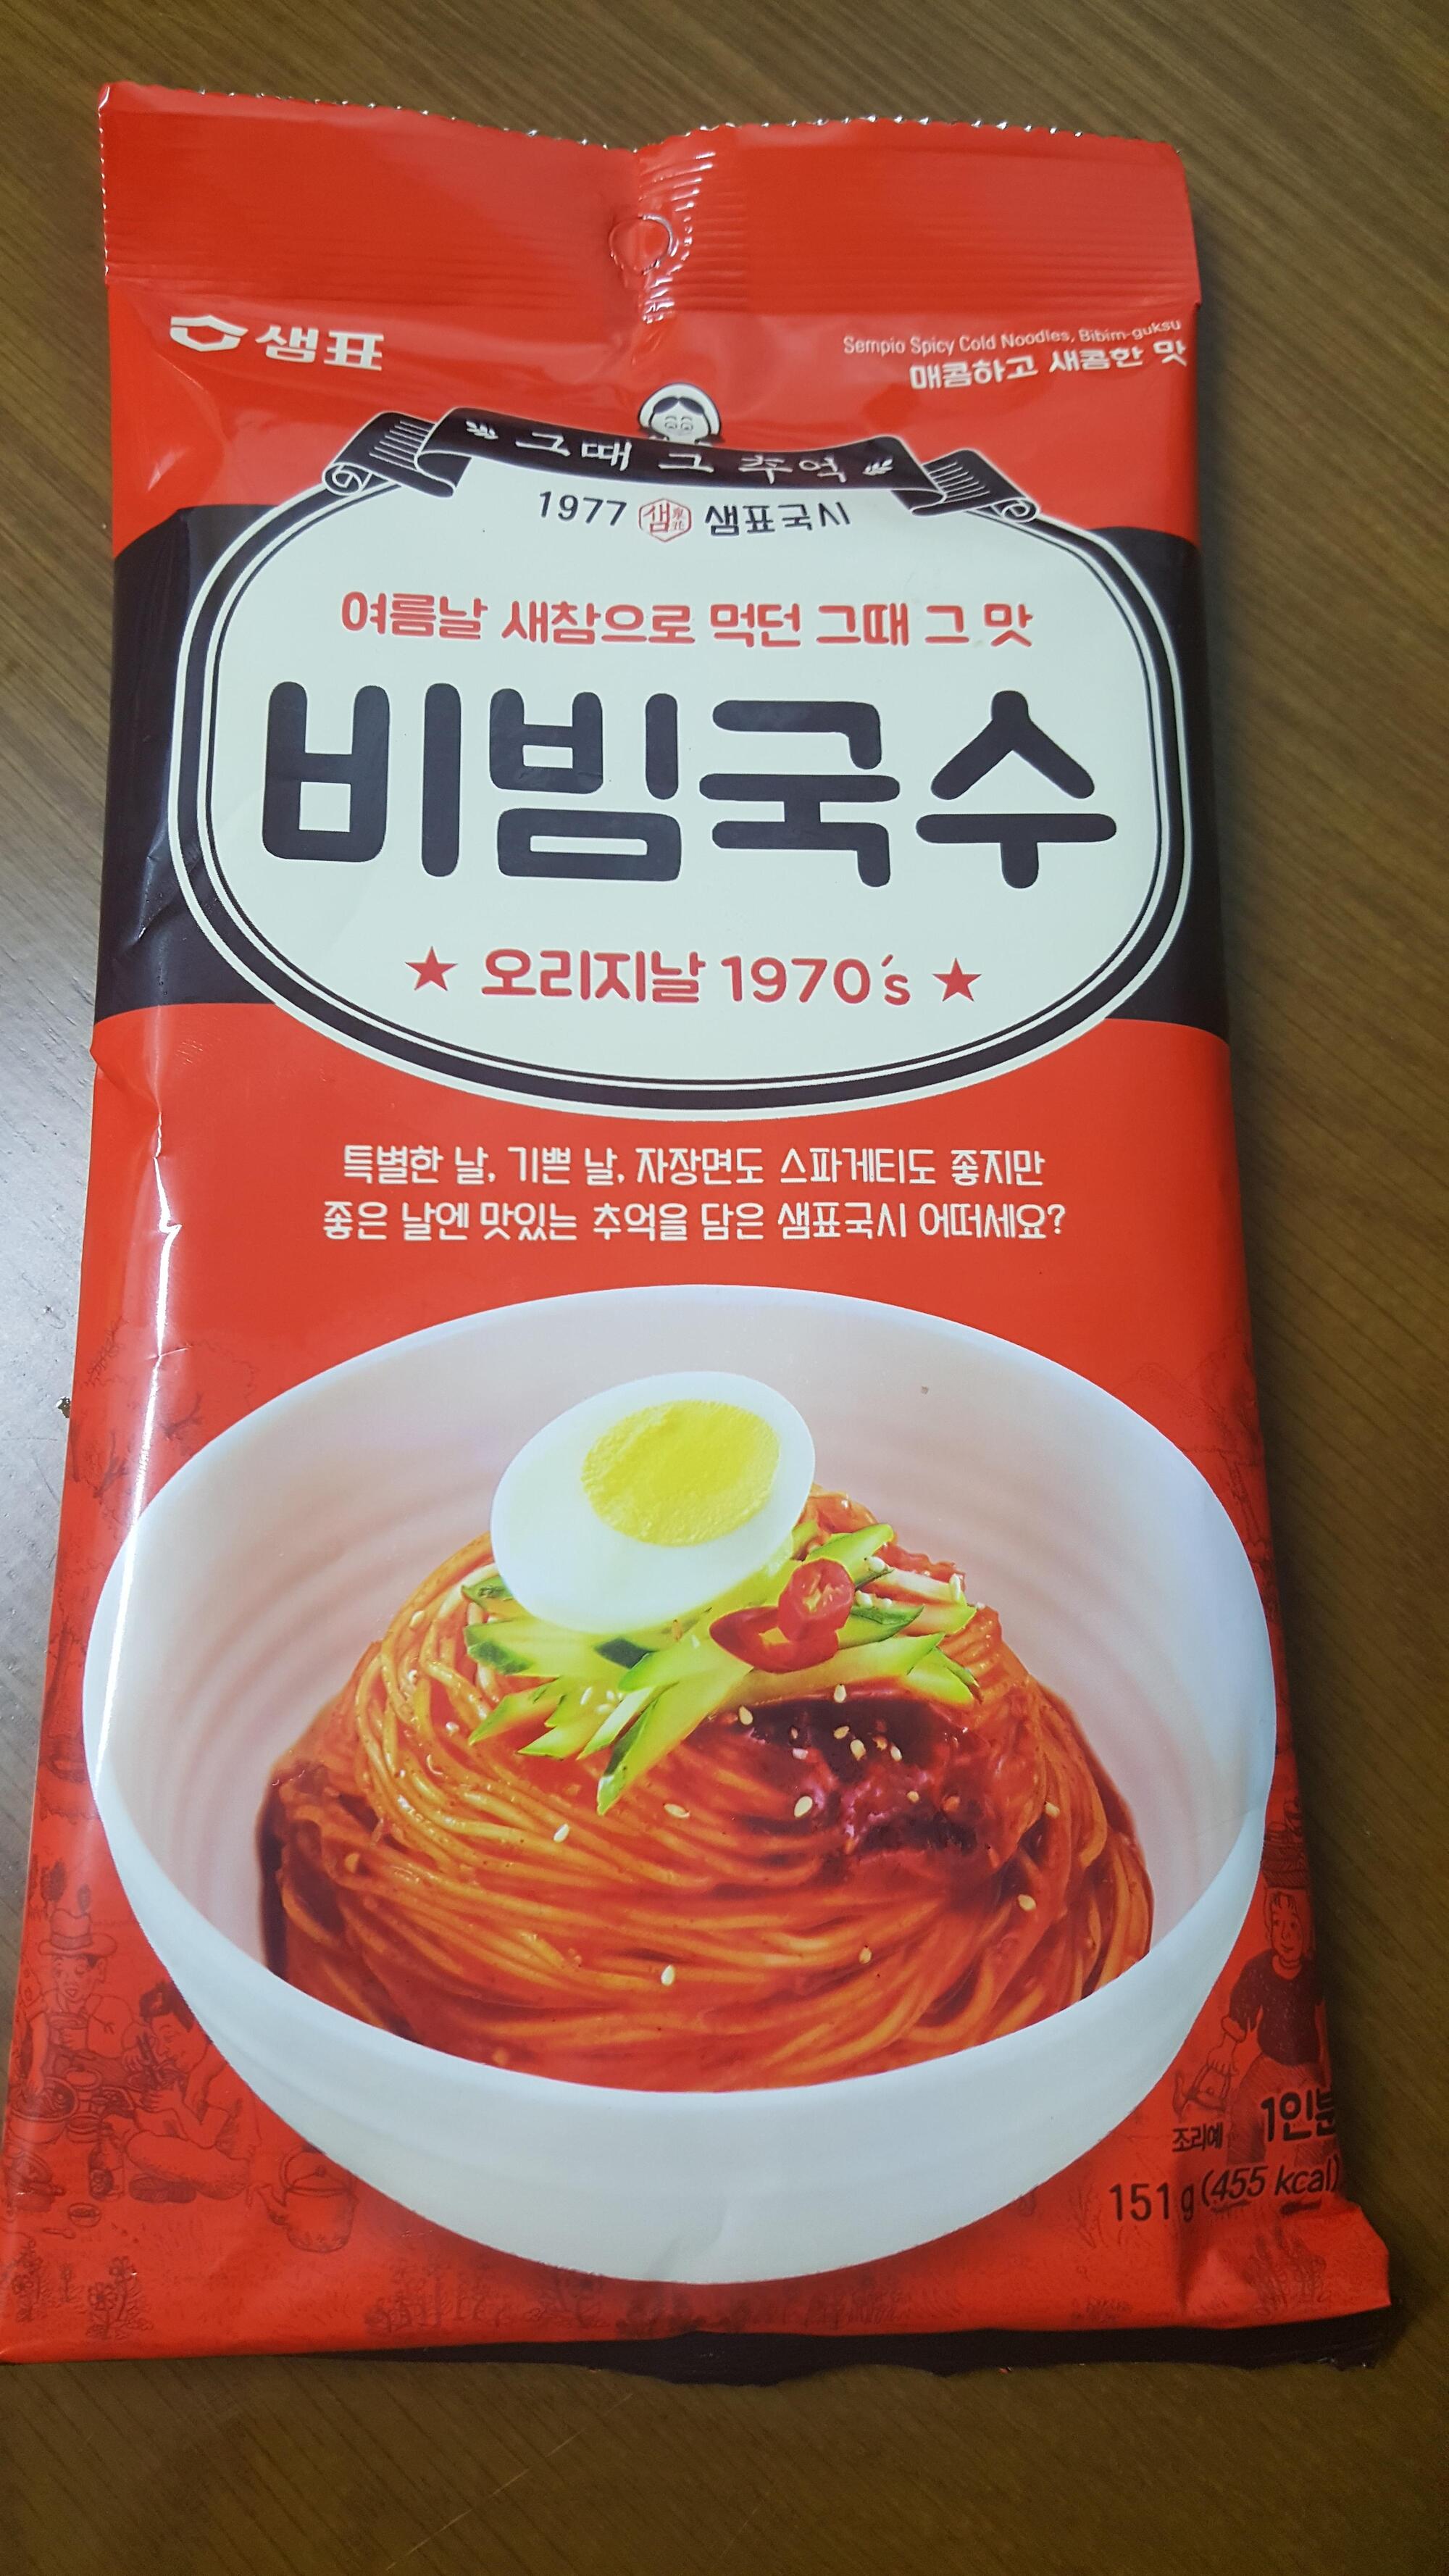 샘표
Sempio Spicy Cold Noodles, Bibim-guksu
매콤하고 새콤한 맛
그때 그 추억
1977 샘 샘표국시
여름날 새참으로 먹던 그때 그 맛
비빔국수
★ 오리지날 1970's ★
특별한 날, 기쁜 날, 자장면도 스파게티도 좋지만
좋은 날엔 맛있는 추억을 담은 샘표국시 어떠세요?
조리예 1인분
151g (455 kcal)